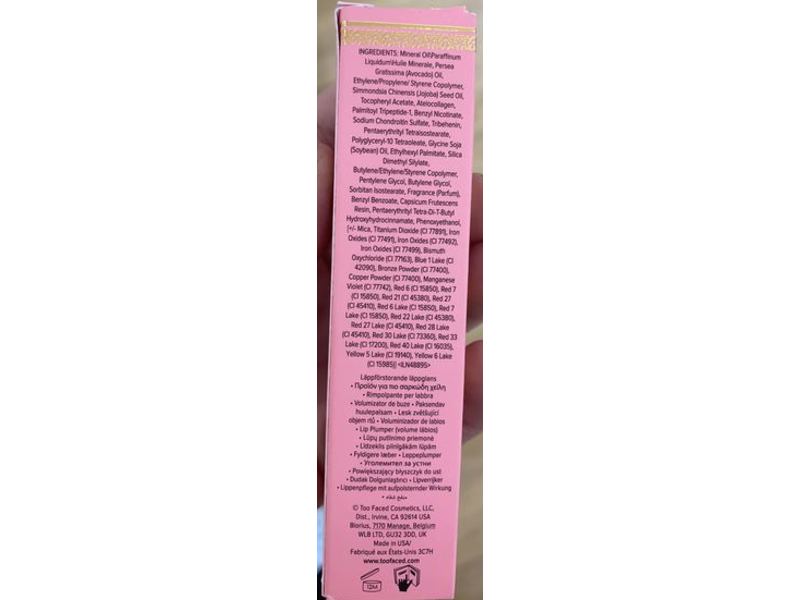 INGREDIENTS: Mineral Oil\Paraffinum
Liquidum\Huile Minerale, Persea
Gratissima (Avocado) Oil,
Ethylene/Propylene/ Styrene Copolymer,
Simmondsia Chinensis (Jojoba) Seed Oil,
Tocopheryl Acetate, Atelocollagen,
Palmitoyl Tripeptide-1, Benzyl Nicotinate,
Sodium Chondroitin Sulfate, Tribehenin,
Pentaerythrityl Tetraisostearate,
Polyglyceryl-10 Tetraoleate, Glycine Soja
(Soybean) Oil, Ethylhexyl Palmitate, Silica
Dimethyl Silylate,
Butylene/Ethylene/Styrene Copolymer,
Pentylene Glycol, Butylene Glycol,
Sorbitan Isostearate, Fragrance (Parfum),
Benzyl Benzoate, Capsicum Frutescens
Resin, Pentaerythrityl Tetra-Di-T-Butyl
Hydroxyhydrocinnamate, Phenoxyethanol,
[+/- Mica, Titanium Dioxide (CI 77891), Iron
Oxides (CI 77491), Iron Oxides (CI 77492),
Iron Oxides (CI 77499), Bismuth
Oxychloride (CI 77163), Blue 1 Lake (CI
42090), Bronze Powder (CI 77400),
Copper Powder (CI 77400), Manganese
Violet (CI 77742), Red 6 (CI 15850), Red 7
(CI 15850), Red 21 (CI 45380), Red 27
(CI 45410), Red 6 Lake (CI 15850), Red 7
Lake (CI 15850), Red 22 Lake (CI 45380),
Red 27 Lake (CI 45410), Red 28 Lake
(CI 45410), Red 30 Lake (CI 73360), Red 33
Lake (CI 17200), Red 40 Lake (CI 16035),
Yellow 5 Lake (CI 19140), Yellow 6 Lake
(CI 15985)] <ILN48895>
Läppförstorande läppglans
• Προϊόν για πιο σαρκώδη χείλη
• Rimpolpante per labbra
• Volumizator de buze • Paksendav
huulepalsam • Lesk zvětšující
objem rtů • Voluminizador de labios
• Lip Plumper (volume lábios)
• Lūpų putlinimo priemonė
• Līdzeklis pilnīgākām lūpām
• Fyldigere læber • Leppeplumper
• Уголемител за устни
• Powiększający błyszczyk do ust
• Dudak Dolgunlaştırıcı • Lipverrijker
• Lippenpflege mit aufpolsternder Wirkung
• منفخ شفاه •
© Too Faced Cosmetics, LLC.
Dist., Irvine, CA 92614 USA
Biorius, 7170 Manage, Belgium
WLB LTD, GU32 3DD, UK
Made in USA/
Fabriqué aux États-Unis 3C7H
www.toofaced.com
12M